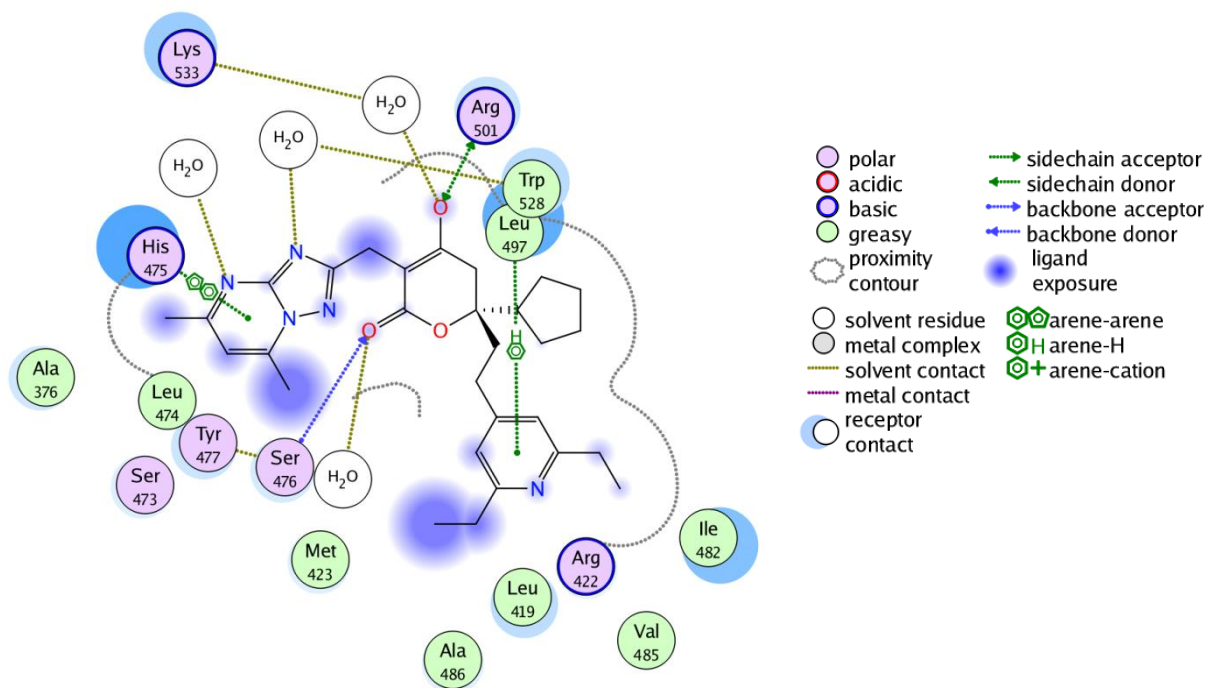 Lys
533
H₂O
Arg
501
H₂O
H₂O
Trp
528
Leu
497
His
475
O
N
N
N
N
O
O
H
N
Ala
376
Leu
474
Tyr
477
Ser
476
H₂O
Ser
473
Met
423
Arg
422
Ile
482
Leu
419
Val
485
Ala
486
polar
acidic
basic
greasy
proximity
contour
solvent residue
metal complex
solvent contact
metal contact
receptor
contact
sidechain acceptor
sidechain donor
backbone acceptor
backbone donor
ligand
exposure
arene-arene
H arene-H
+ arene-cation